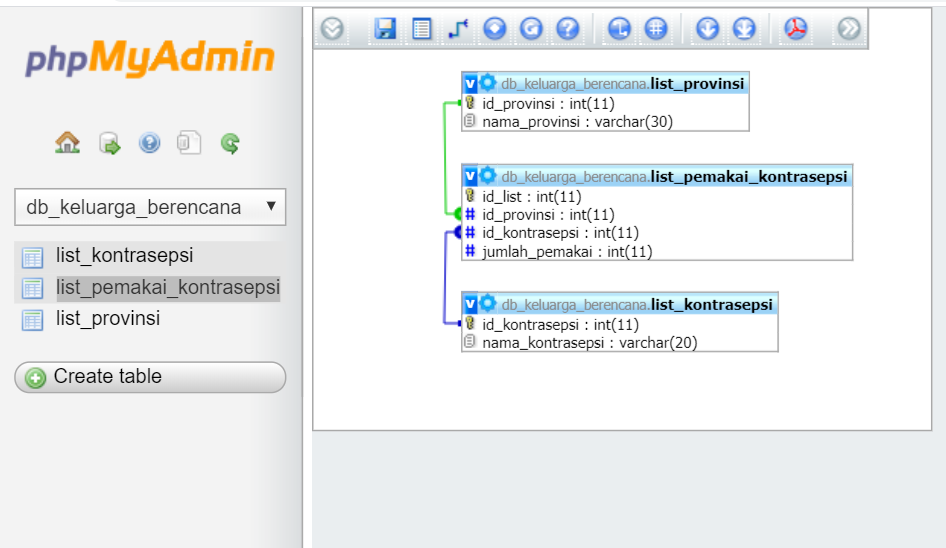 phpMyAdmin
db_keluarga_berencana
list_kontrasepsi
list_pemakai_kontrasepsi
list_provinsi
Create table
db_keluarga_berencana.list_provinsi
id_provinsi : int(11)
nama_provinsi : varchar(30)
db_keluarga_berencana.list_pemakai_kontrasepsi
id_list : int(11)
# id_provinsi : int(11)
# id_kontrasepsi : int(11)
# jumlah_pemakai : int(11)
db_keluarga_berencana.list_kontrasepsi
id_kontrasepsi : int(11)
nama_kontrasepsi : varchar(20)